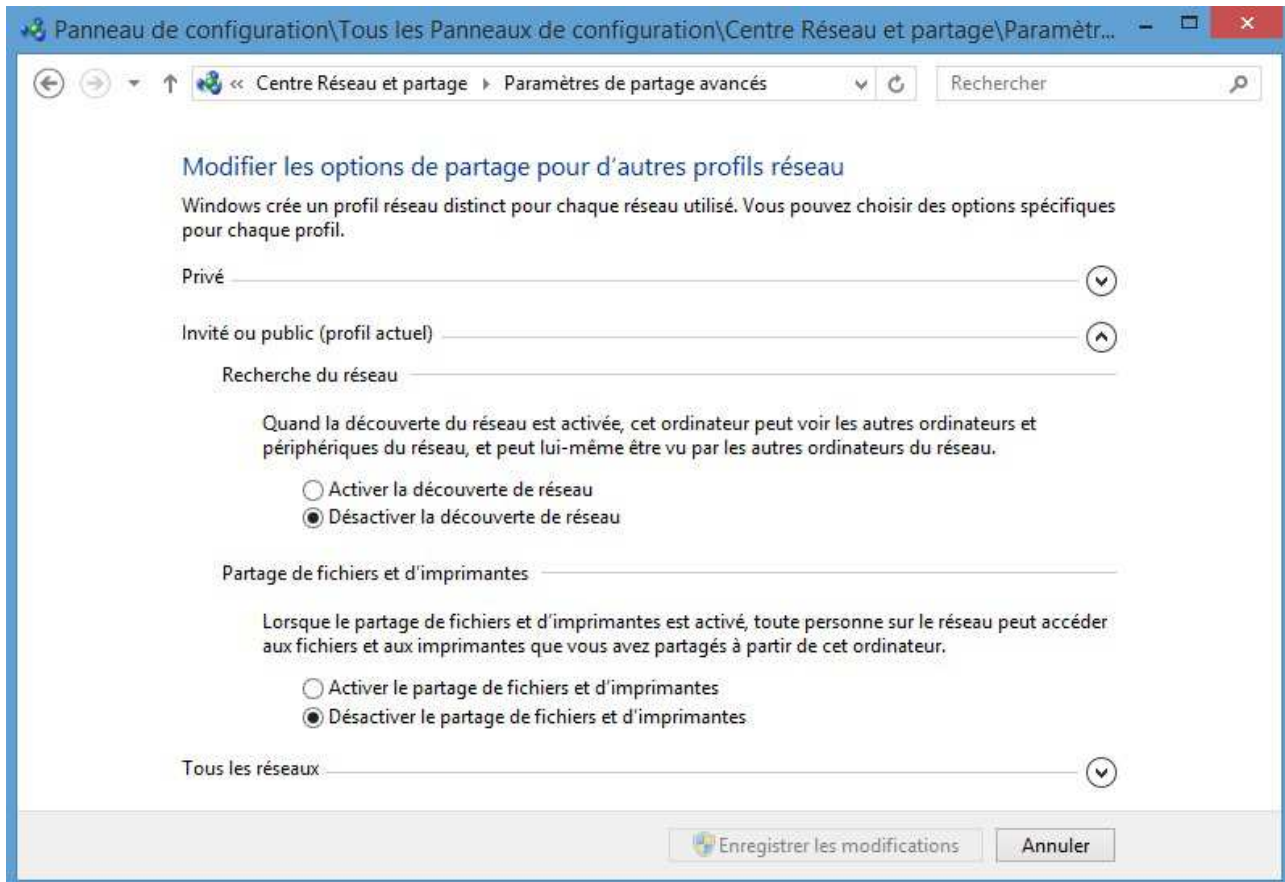 Panneau de configuration\Tous les Panneaux de configuration\Centre Réseau et partage\Paramètr...
« Centre Réseau et partage Paramètres de partage avancés
Rechercher
Modifier les options de partage pour d'autres profils réseau
Windows crée un profil réseau distinct pour chaque réseau utilisé. Vous pouvez choisir des options spécifiques
pour chaque profil.
Privé
Invité ou public (profil actuel)
Recherche du réseau
Quand la découverte du réseau est activée, cet ordinateur peut voir les autres ordinateurs et
périphériques du réseau, et peut lui-même être vu par les autres ordinateurs du réseau.
Activer la découverte de réseau
Désactiver la découverte de réseau
Partage de fichiers et d'imprimantes
Lorsque le partage de fichiers et d'imprimantes est activé, toute personne sur le réseau peut accéder
aux fichiers et aux imprimantes que vous avez partagés à partir de cet ordinateur.
Activer le partage de fichiers et d'imprimantes
Désactiver le partage de fichiers et d'imprimantes
Tous les réseaux
Enregistrer les modifications
Annuler